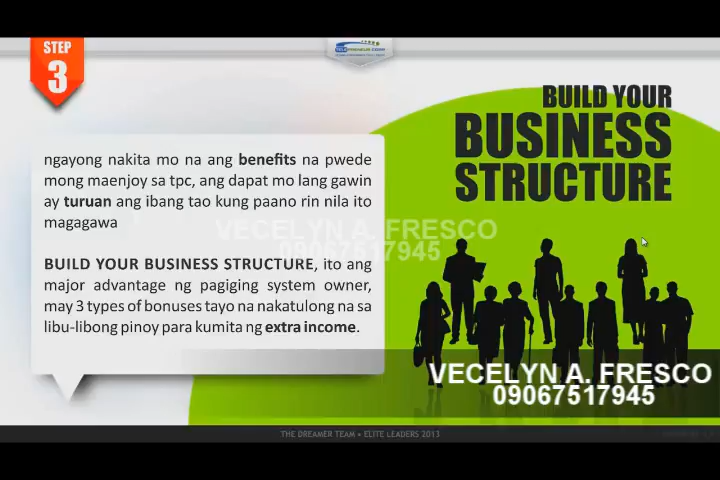 STEP
3
BUILD YOUR
BUSINESS
STRUCTURE
ngayong nakita mo na ang benefits na pwede
mong maenjoy sa tpc, ang dapat mo lang gawin
ay turuan ang ibang tao kung paano rin nila ito
magagawa
VECELYN A. FRESCO
09067517945
BUILD YOUR BUSINESS STRUCTURE, ito ang
major advantage ng pagiging system owner,
may 3 types of bonuses tayo na nakatulong na sa
libu-libong pinoy para kumita ng extra income.
VECELYN A. FRESCO
09067517945
THE DREAMER TEAM • ELITE LEADERS 2013